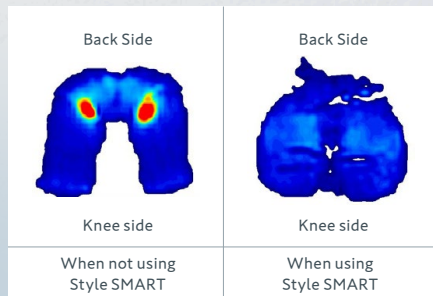 Back Side
Back Side
Knee side
Knee side
When not using
Style SMART
When using
Style SMART